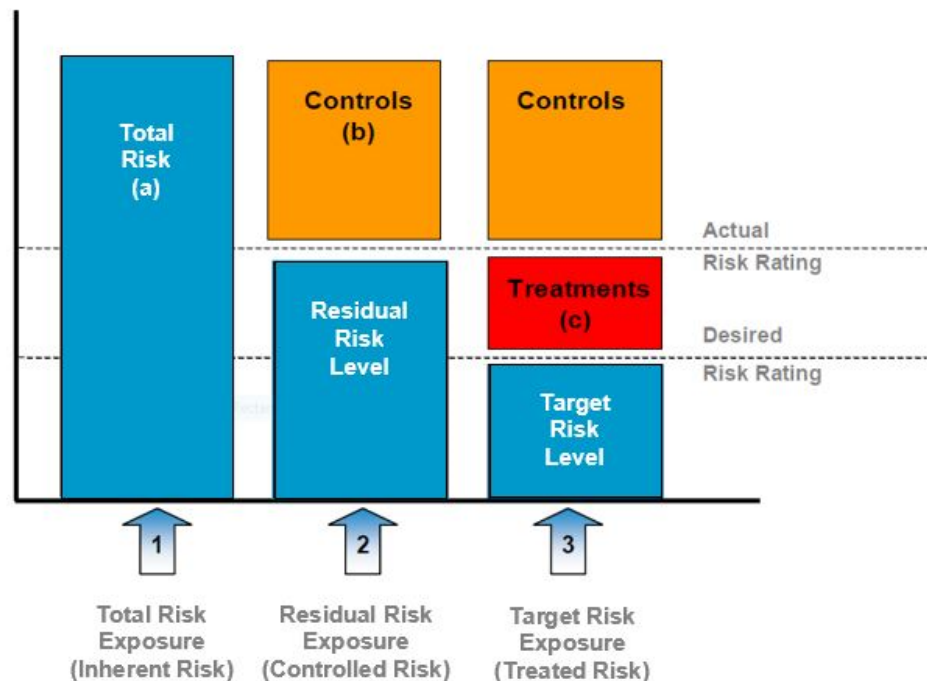 Total
Risk
(a)
Controls
(b)
Controls
Actual
Risk Rating
Residual
Risk
Level
Treatments
(c)
Desired
Risk Rating
Target
Risk
Level
1
2
3
Total Risk
Exposure
(Inherent Risk)
Residual Risk
Exposure
(Controlled Risk)
Target Risk
Exposure
(Treated Risk)